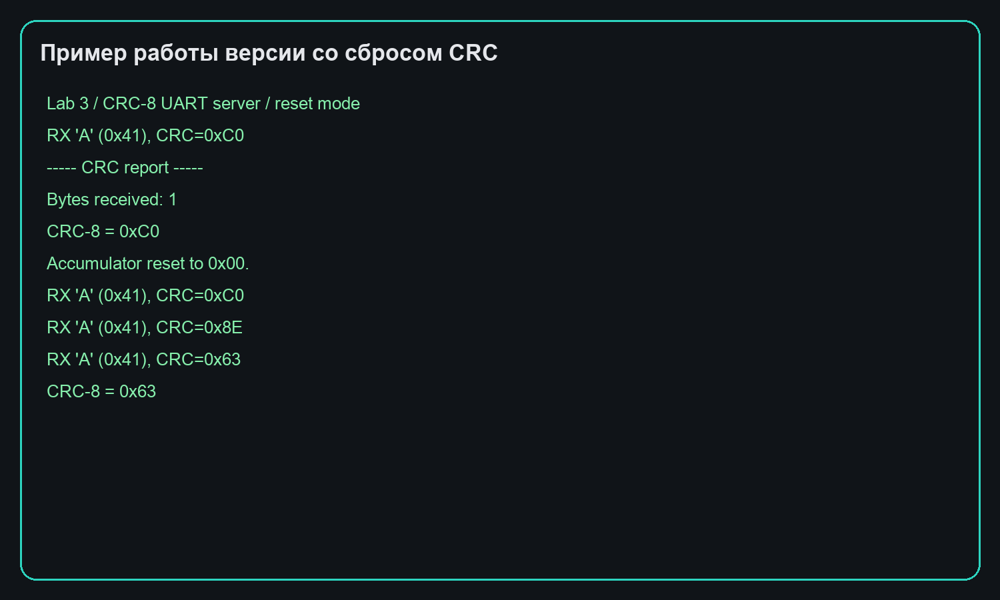 Пример работы версии со сбросом CRC
Lab 3 / CRC-8 UART server / reset mode
RX 'A' (0x41), CRC=0xC0
----- CRC report -----
Bytes received: 1
CRC-8 = 0xC0
Accumulator reset to 0x00.
RX 'A' (0x41), CRC=0xC0
RX 'A' (0x41), CRC=0x8E
RX 'A' (0x41), CRC=0x63
CRC-8 = 0x63